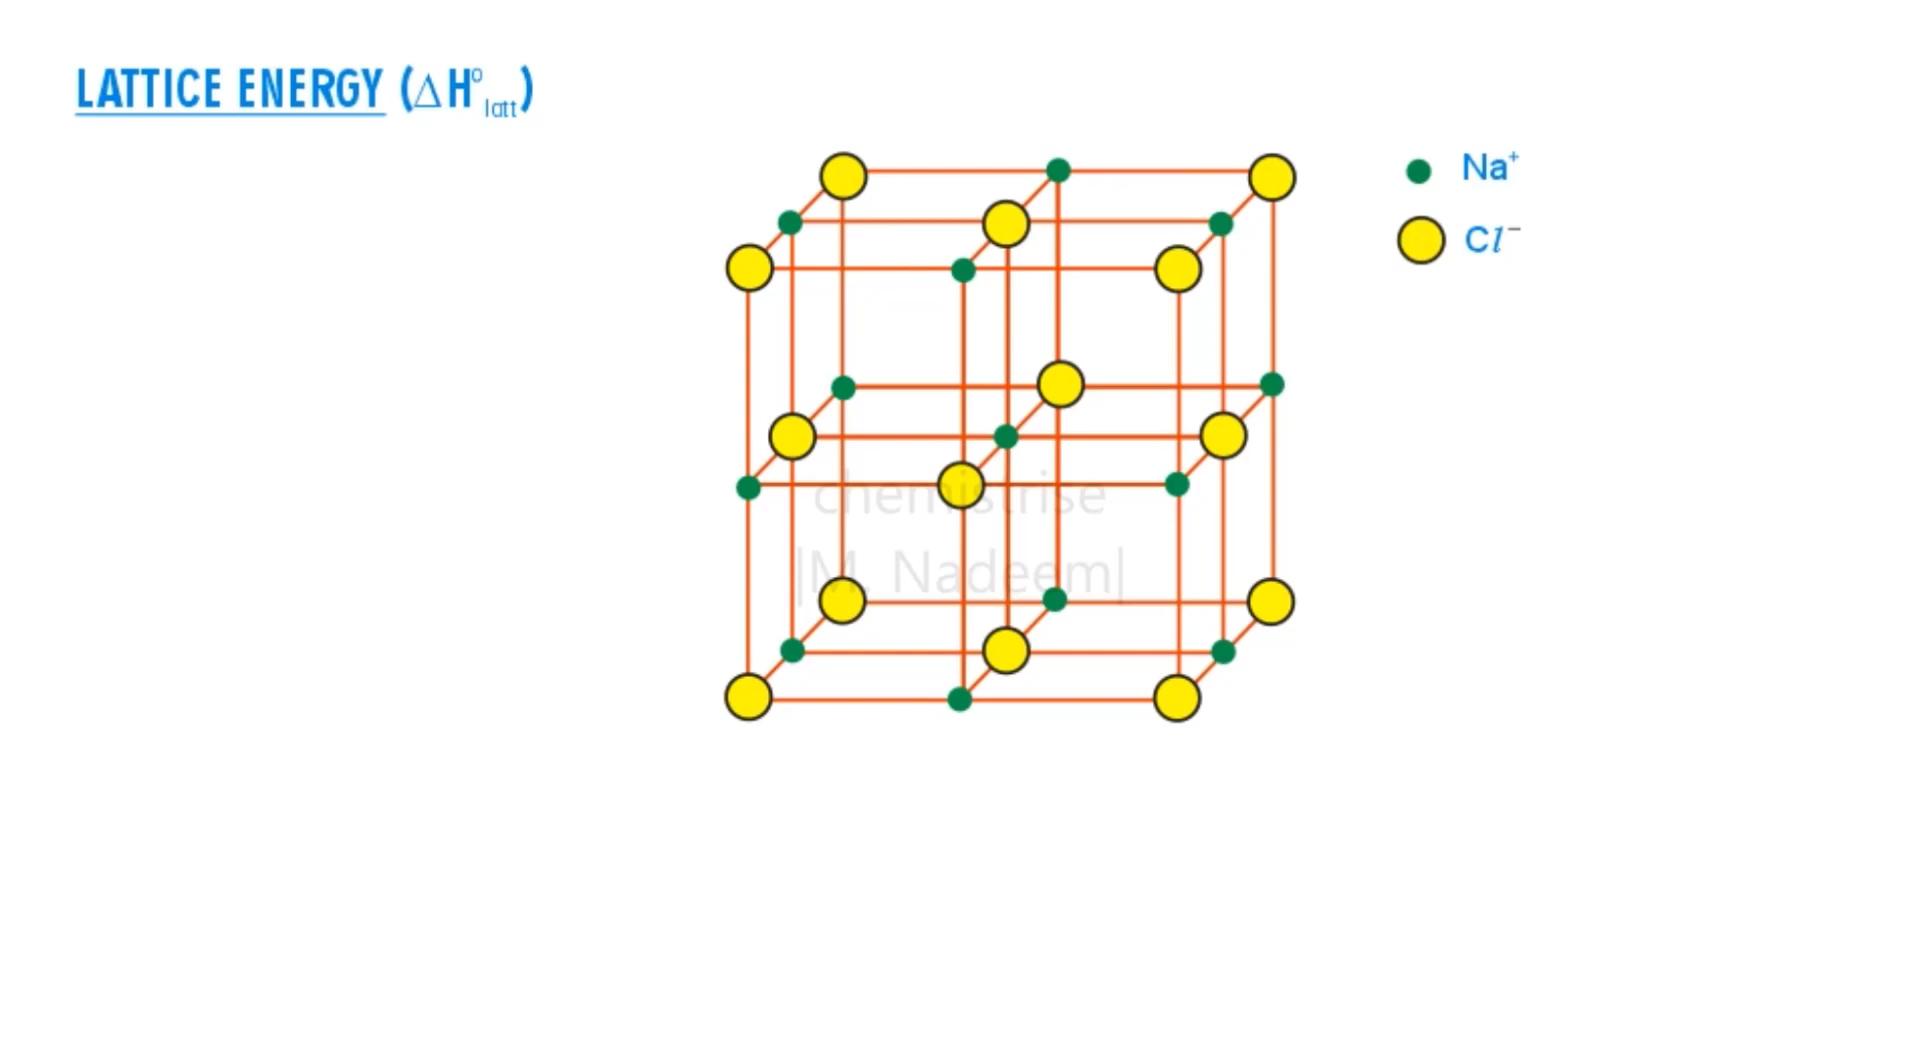 LATTICE ENERGY (ΔH°latt)
Na⁺
Cl⁻
chemistrise
|M. Nadeem|